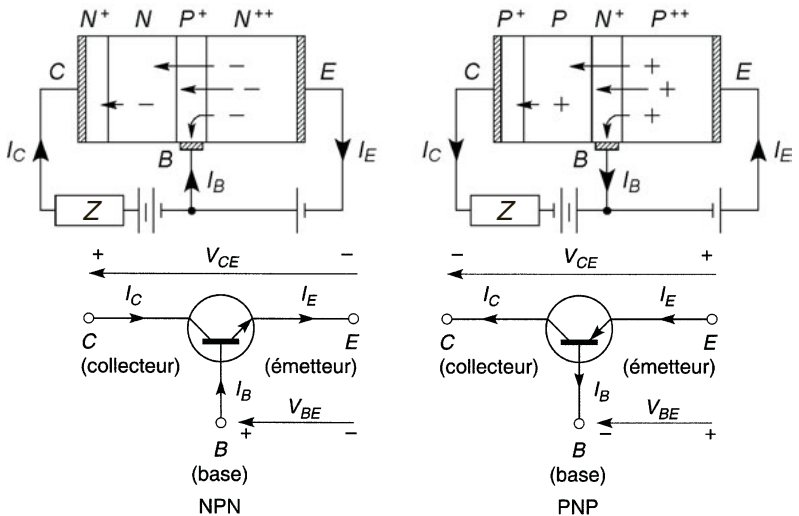 N+ N P+ N++
C E
− − − −
B
I_C I_B I_E
Z
+ V_CE −
I_C I_E
C E
(collecteur) (émetteur)
I_B V_BE
+ −
B
(base)
NPN
P+ P N+ P++
C E
+ + + +
B
I_C I_B I_E
Z
− V_CE +
I_C I_E
C E
(collecteur) (émetteur)
I_B V_BE
− +
B
(base)
PNP